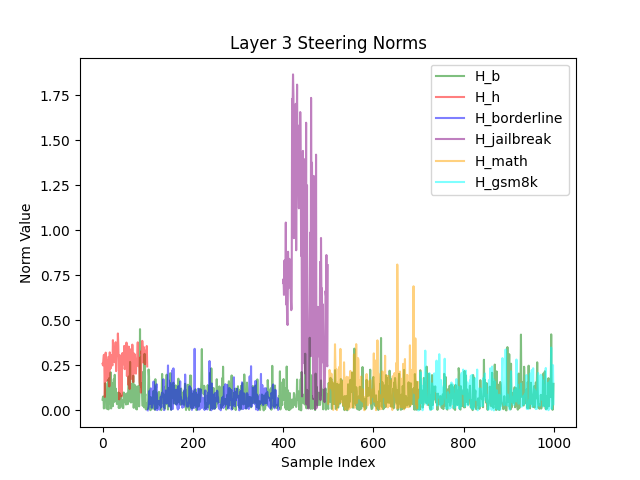 Layer 3 Steering Norms
Norm Value
1.75
1.50
1.25
1.00
0.75
0.50
0.25
0.00
H_b
H_h
H_borderline
H_jailbreak
H_math
H_gsm8k
0 200 400 600 800 1000
Sample Index